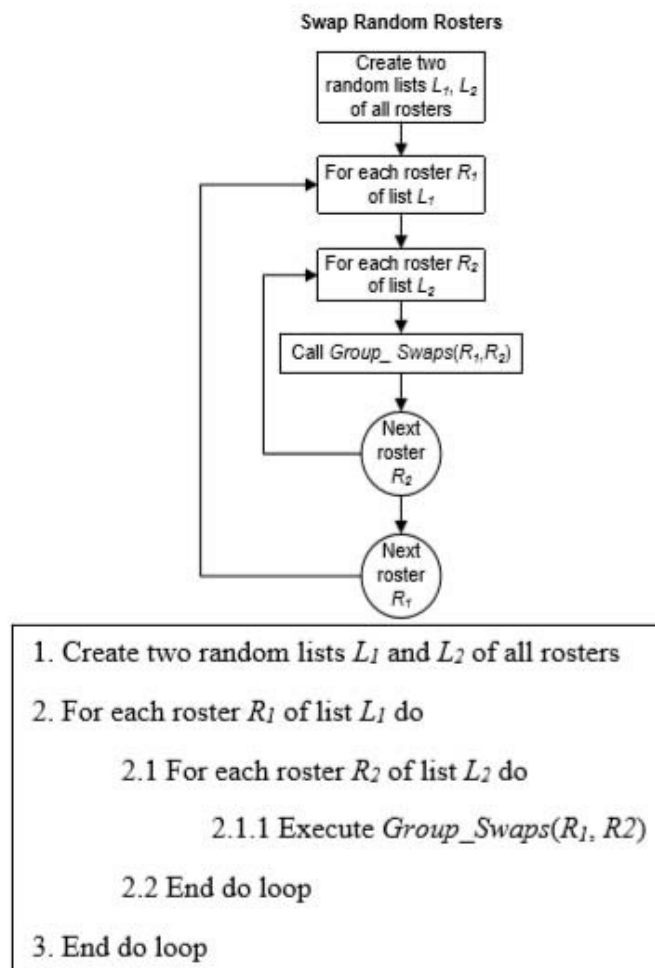 Swap Random Rosters
Create two
random lists L1, L2
of all rosters
For each roster R1
of list L1
For each roster R2
of list L2
Call Group_ Swaps(R1,R2)
Next
roster
R2
Next
roster
R1
1. Create two random lists L1 and L2 of all rosters
2. For each roster R1 of list L1 do
2.1 For each roster R2 of list L2 do
2.1.1 Execute Group_Swaps(R1, R2)
2.2 End do loop
3. End do loop